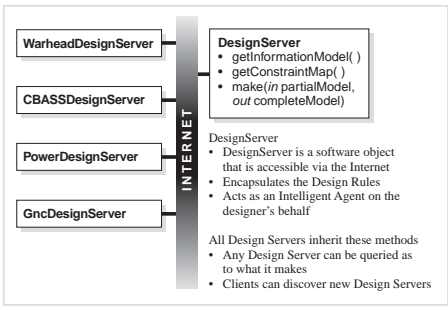 WarheadDesignServer
CBASSDesignServer
PowerDesignServer
GncDesignServer
INTERNET
DesignServer
• getInformationModel( )
• getConstraintMap( )
• make(in partialModel,
out completeModel)
DesignServer
• DesignServer is a software object
that is accessible via the Internet
• Encapsulates the Design Rules
• Acts as an Intelligent Agent on the
designer's behalf
All Design Servers inherit these methods
• Any Design Server can be queried as
to what it makes
• Clients can discover new Design Servers